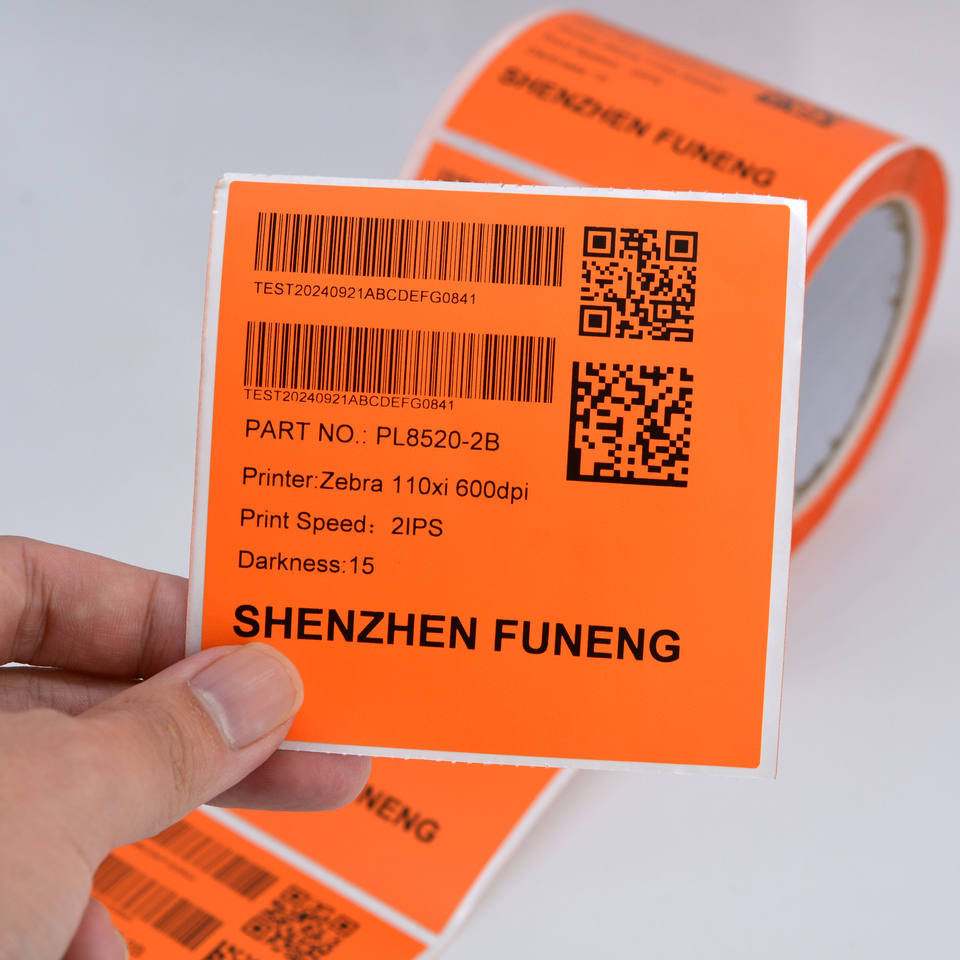 SHENZHEN FUNENG
TEST20240921ABCDEFG0841
TEST20240921ABCDEFG0841
PART NO.: PL8520-2B
Printer:Zebra 110xi 600dpi
Print Speed：2IPS
Darkness:15
SHENZHEN FUNENG
NENG